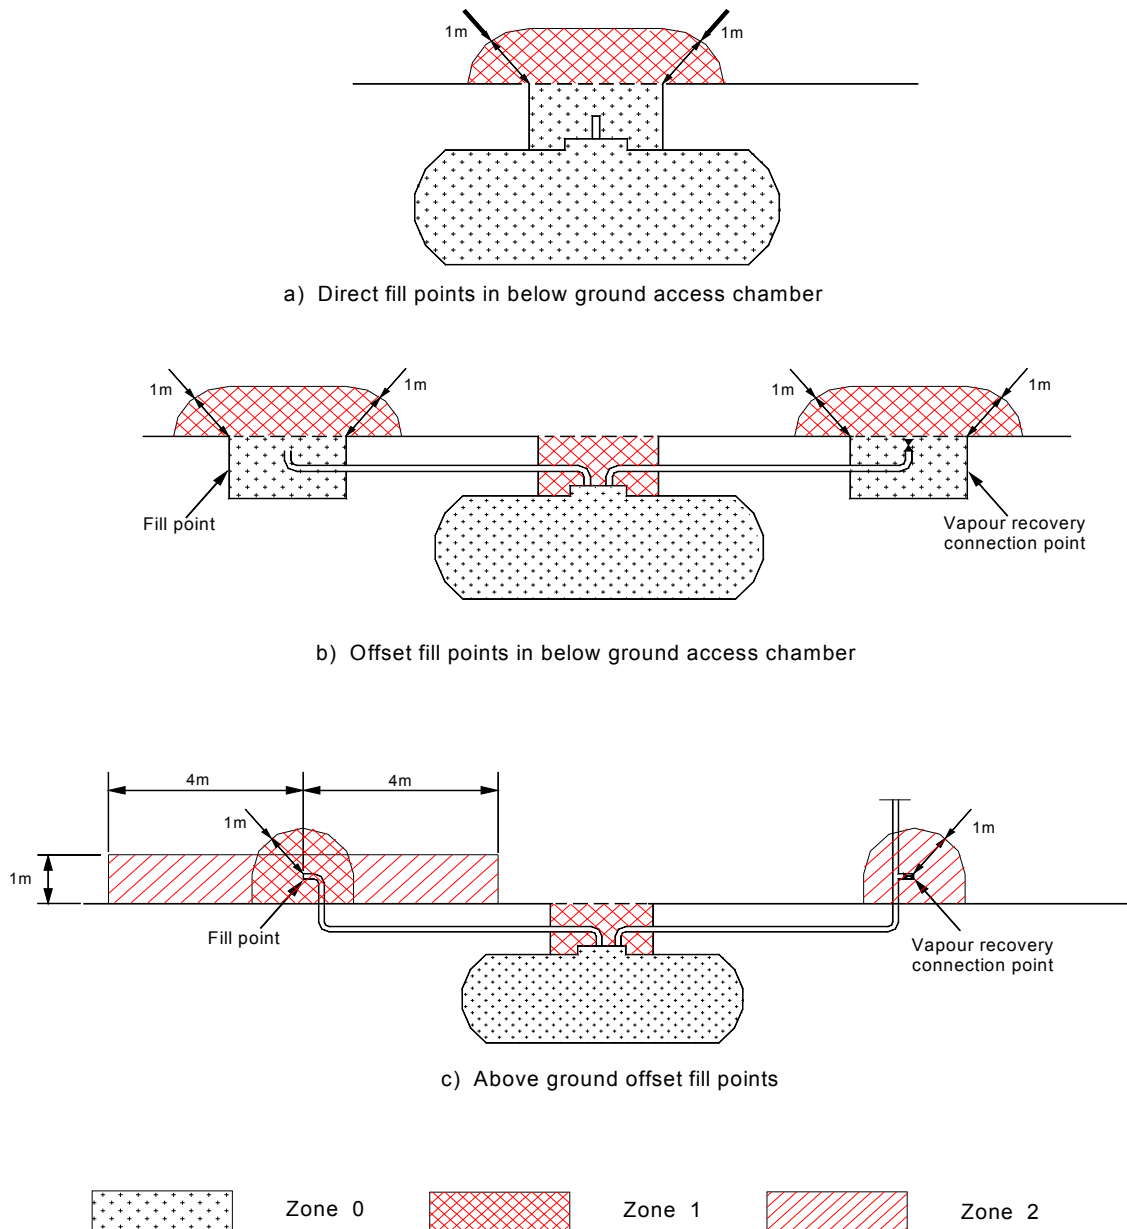 1m
1m
a) Direct fill points in below ground access chamber
1m
1m
1m
1m
Fill point
Vapour recovery
connection point
b) Offset fill points in below ground access chamber
4m
4m
1m
1m
1m
Fill point
Vapour recovery
connection point
c) Above ground offset fill points
Zone 0
Zone 1
Zone 2